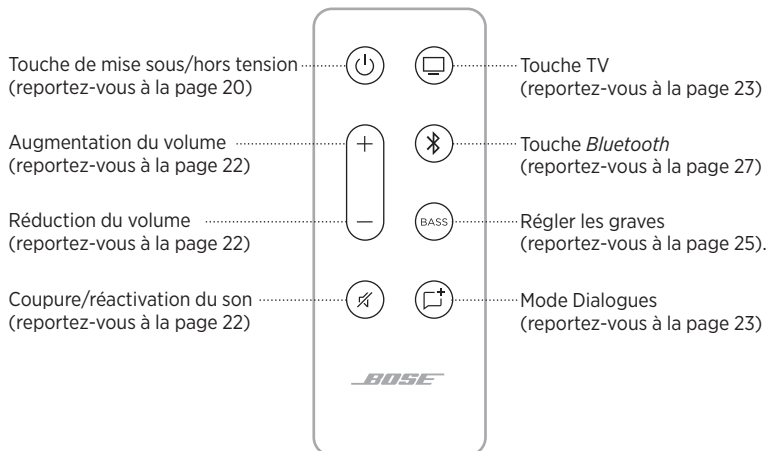 Touche de mise sous/hors tension
(reportez-vous à la page 20)
Augmentation du volume
(reportez-vous à la page 22)
Réduction du volume
(reportez-vous à la page 22)
Coupure/réactivation du son
(reportez-vous à la page 22)
BASS
BOSE
Touche TV
(reportez-vous à la page 23)
Touche Bluetooth
(reportez-vous à la page 27)
Régler les graves
(reportez-vous à la page 25).
Mode Dialogues
(reportez-vous à la page 23)